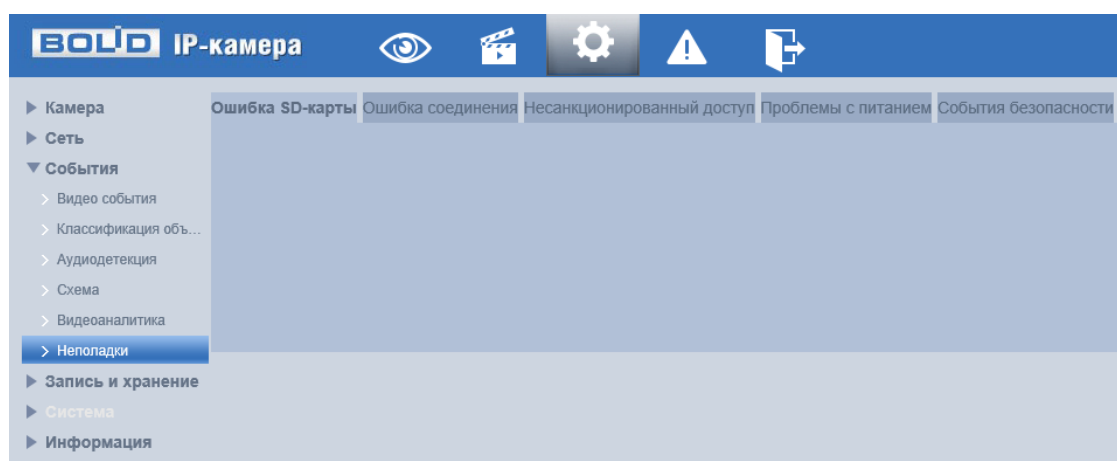 BOLID IP-камера
Камера
Ошибка SD-карты Ошибка соединения Несанкционированный доступ Проблемы с питанием События безопасности
Сеть
События
Видео события
Классификация объ...
Аудиодетекция
Схема
Видеоаналитика
Неполадки
Запись и хранение
Система
Информация